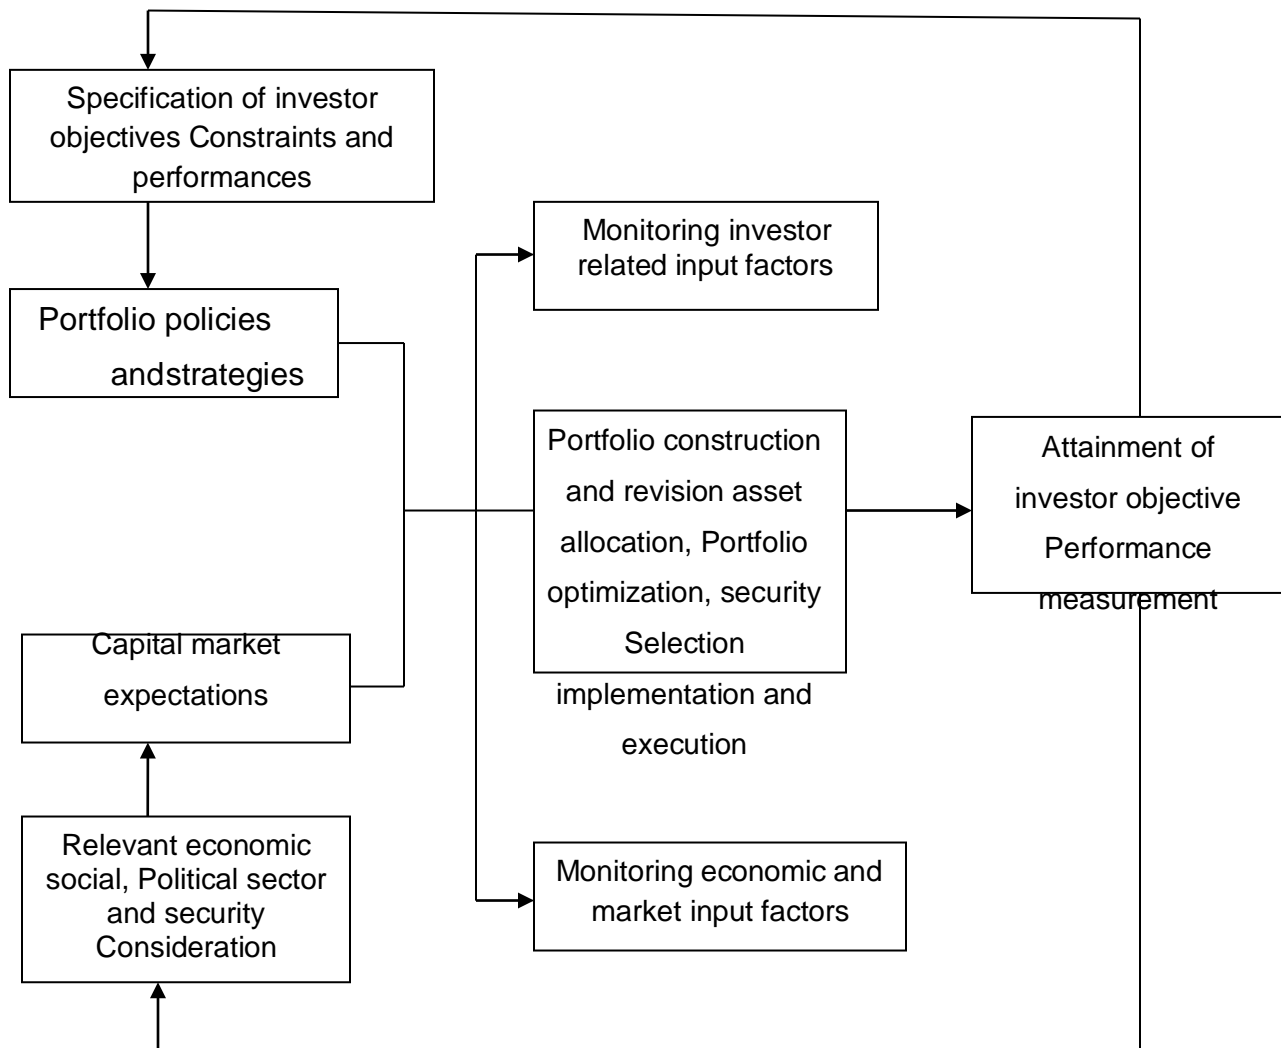 Specification of investor
objectives Constraints and
performances
Monitoring investor
related input factors
Portfolio policies
andstrategies
Portfolio construction
and revision asset
allocation, Portfolio
optimization, security
Selection
implementation and
execution
Attainment of
investor objective
Performance
measurement
Capital market
expectations
Relevant economic
social, Political sector
and security
Consideration
Monitoring economic and
market input factors